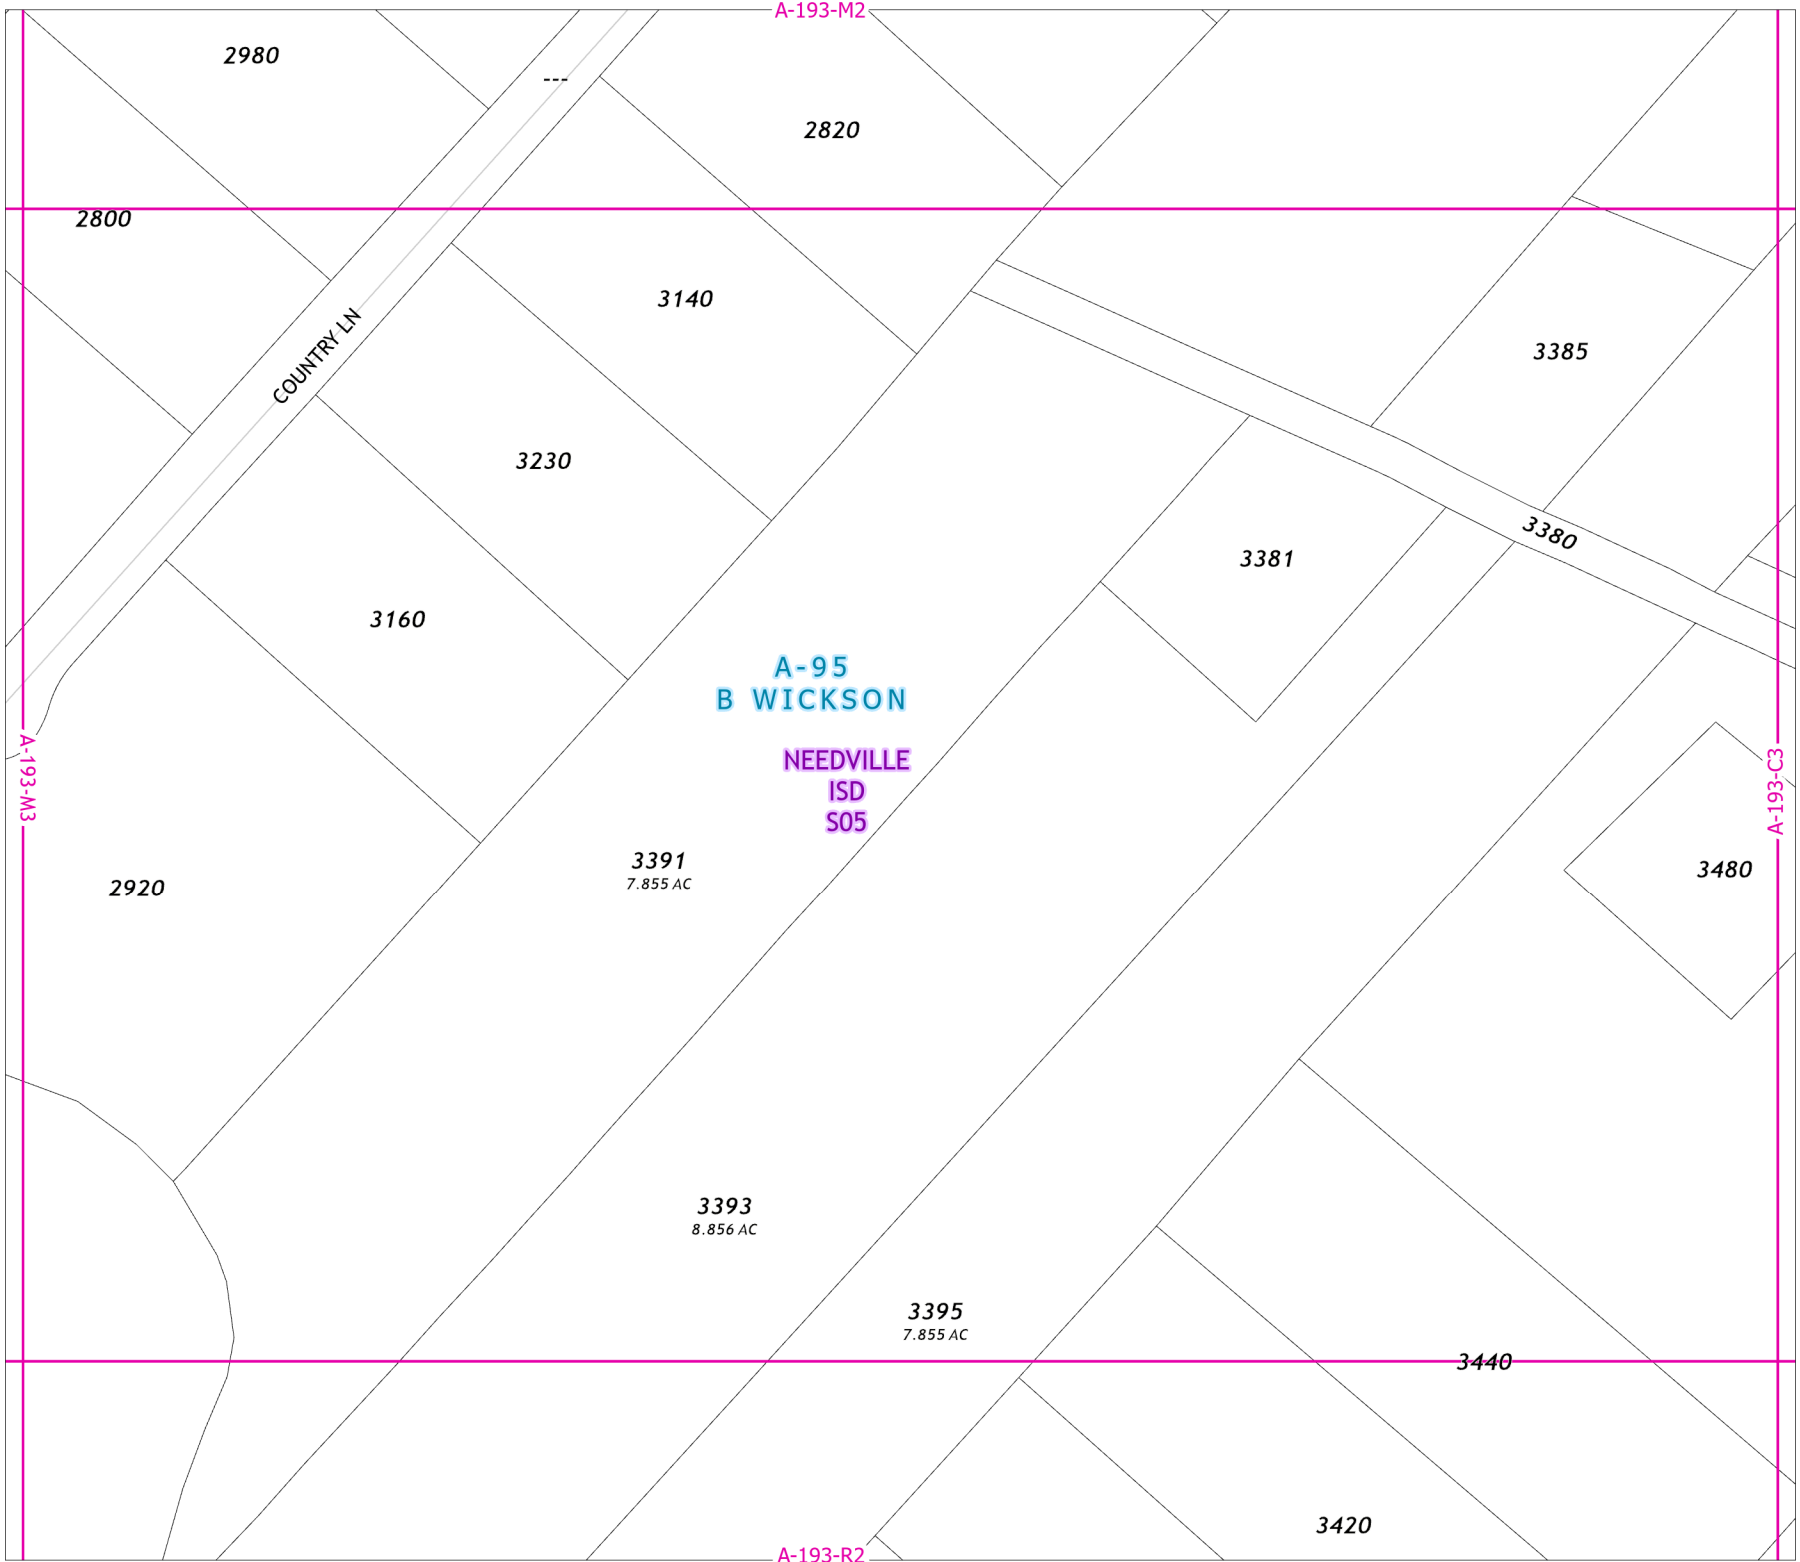 A-193-M2
2980
---
2820
2800
3140
COUNTRY LN
3385
3230
3380
3381
3160
A-95
B WICKSON
NEEDVILLE
ISD
S05
A-193-M3
A-193-C3
3391
7.855 AC
3480
2920
3393
8.856 AC
3395
7.855 AC
3440
3420
A-193-R2